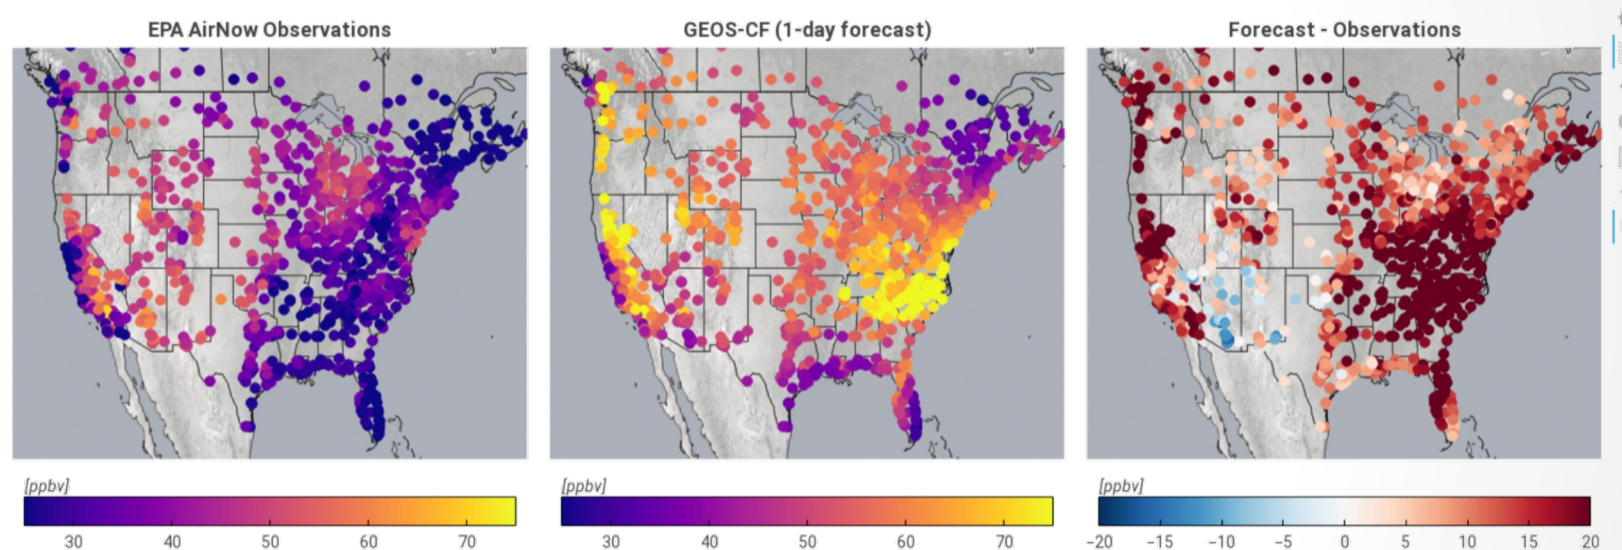 EPA AirNow Observations
GEOS-CF (1-day forecast)
Forecast - Observations
[ppbv]
30 40 50 60 70
[ppbv]
30 40 50 60 70
[ppbv]
−20 −15 −10 −5 0 5 10 15 20